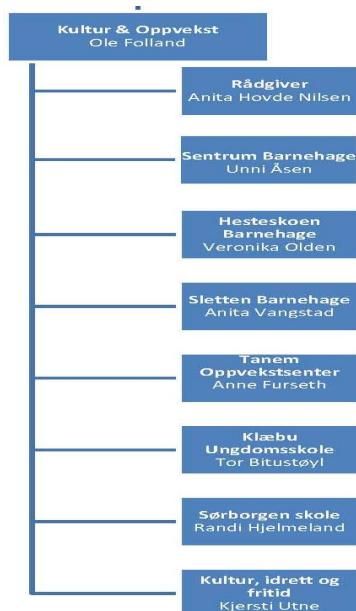 Kultur & Oppvekst
Ole Folland
Rådgiver
Anita Hovde Nilsen
Sentrum Barnehage
Unni Åsen
Hesteskoen
Barnehage
Veronika Olden
Sletten Barnehage
Anita Vangstad
Tanem
Oppvekstsenter
Anne Furseth
Klæbu
Ungdomsskole
Tor Bitustøyl
Sørborgen skole
Randi Hjelmeland
Kultur, idrett og
fritid
Kjersti Utne